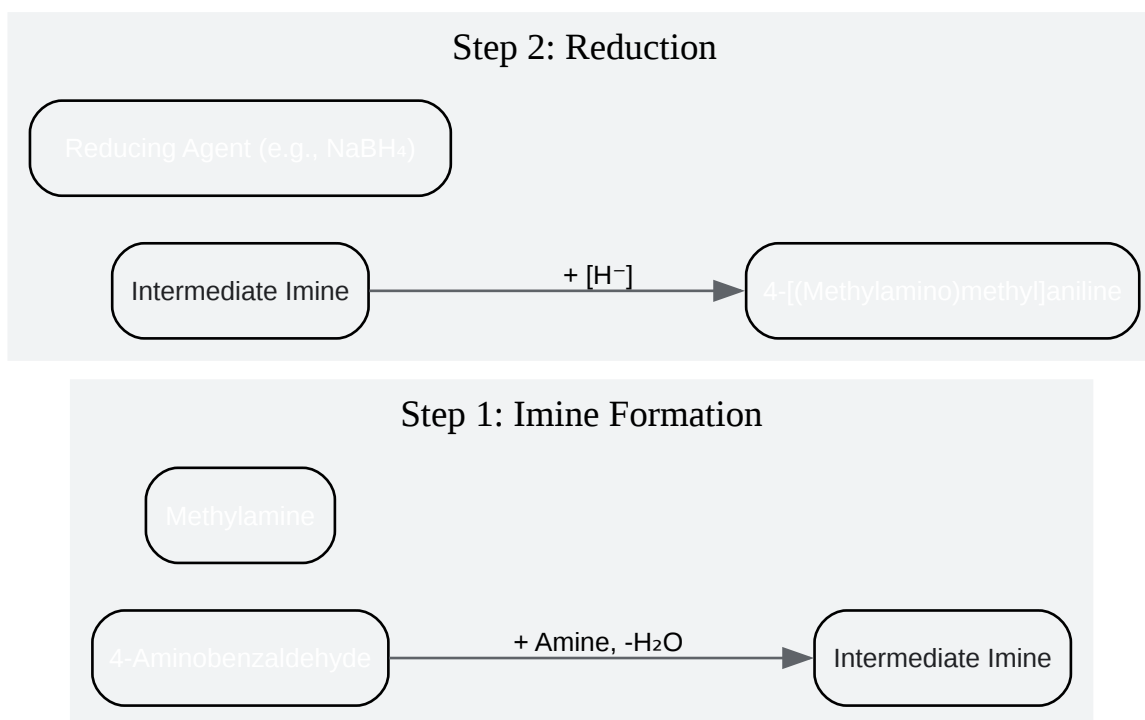 Step 2: Reduction
Reducing Agent (e.g., NaBH₄)
Intermediate Imine
+ [H⁻]
4-[(Methylamino)methyl]aniline
Step 1: Imine Formation
Methylamine
4-Aminobenzaldehyde
+ Amine, -H₂O
Intermediate Imine